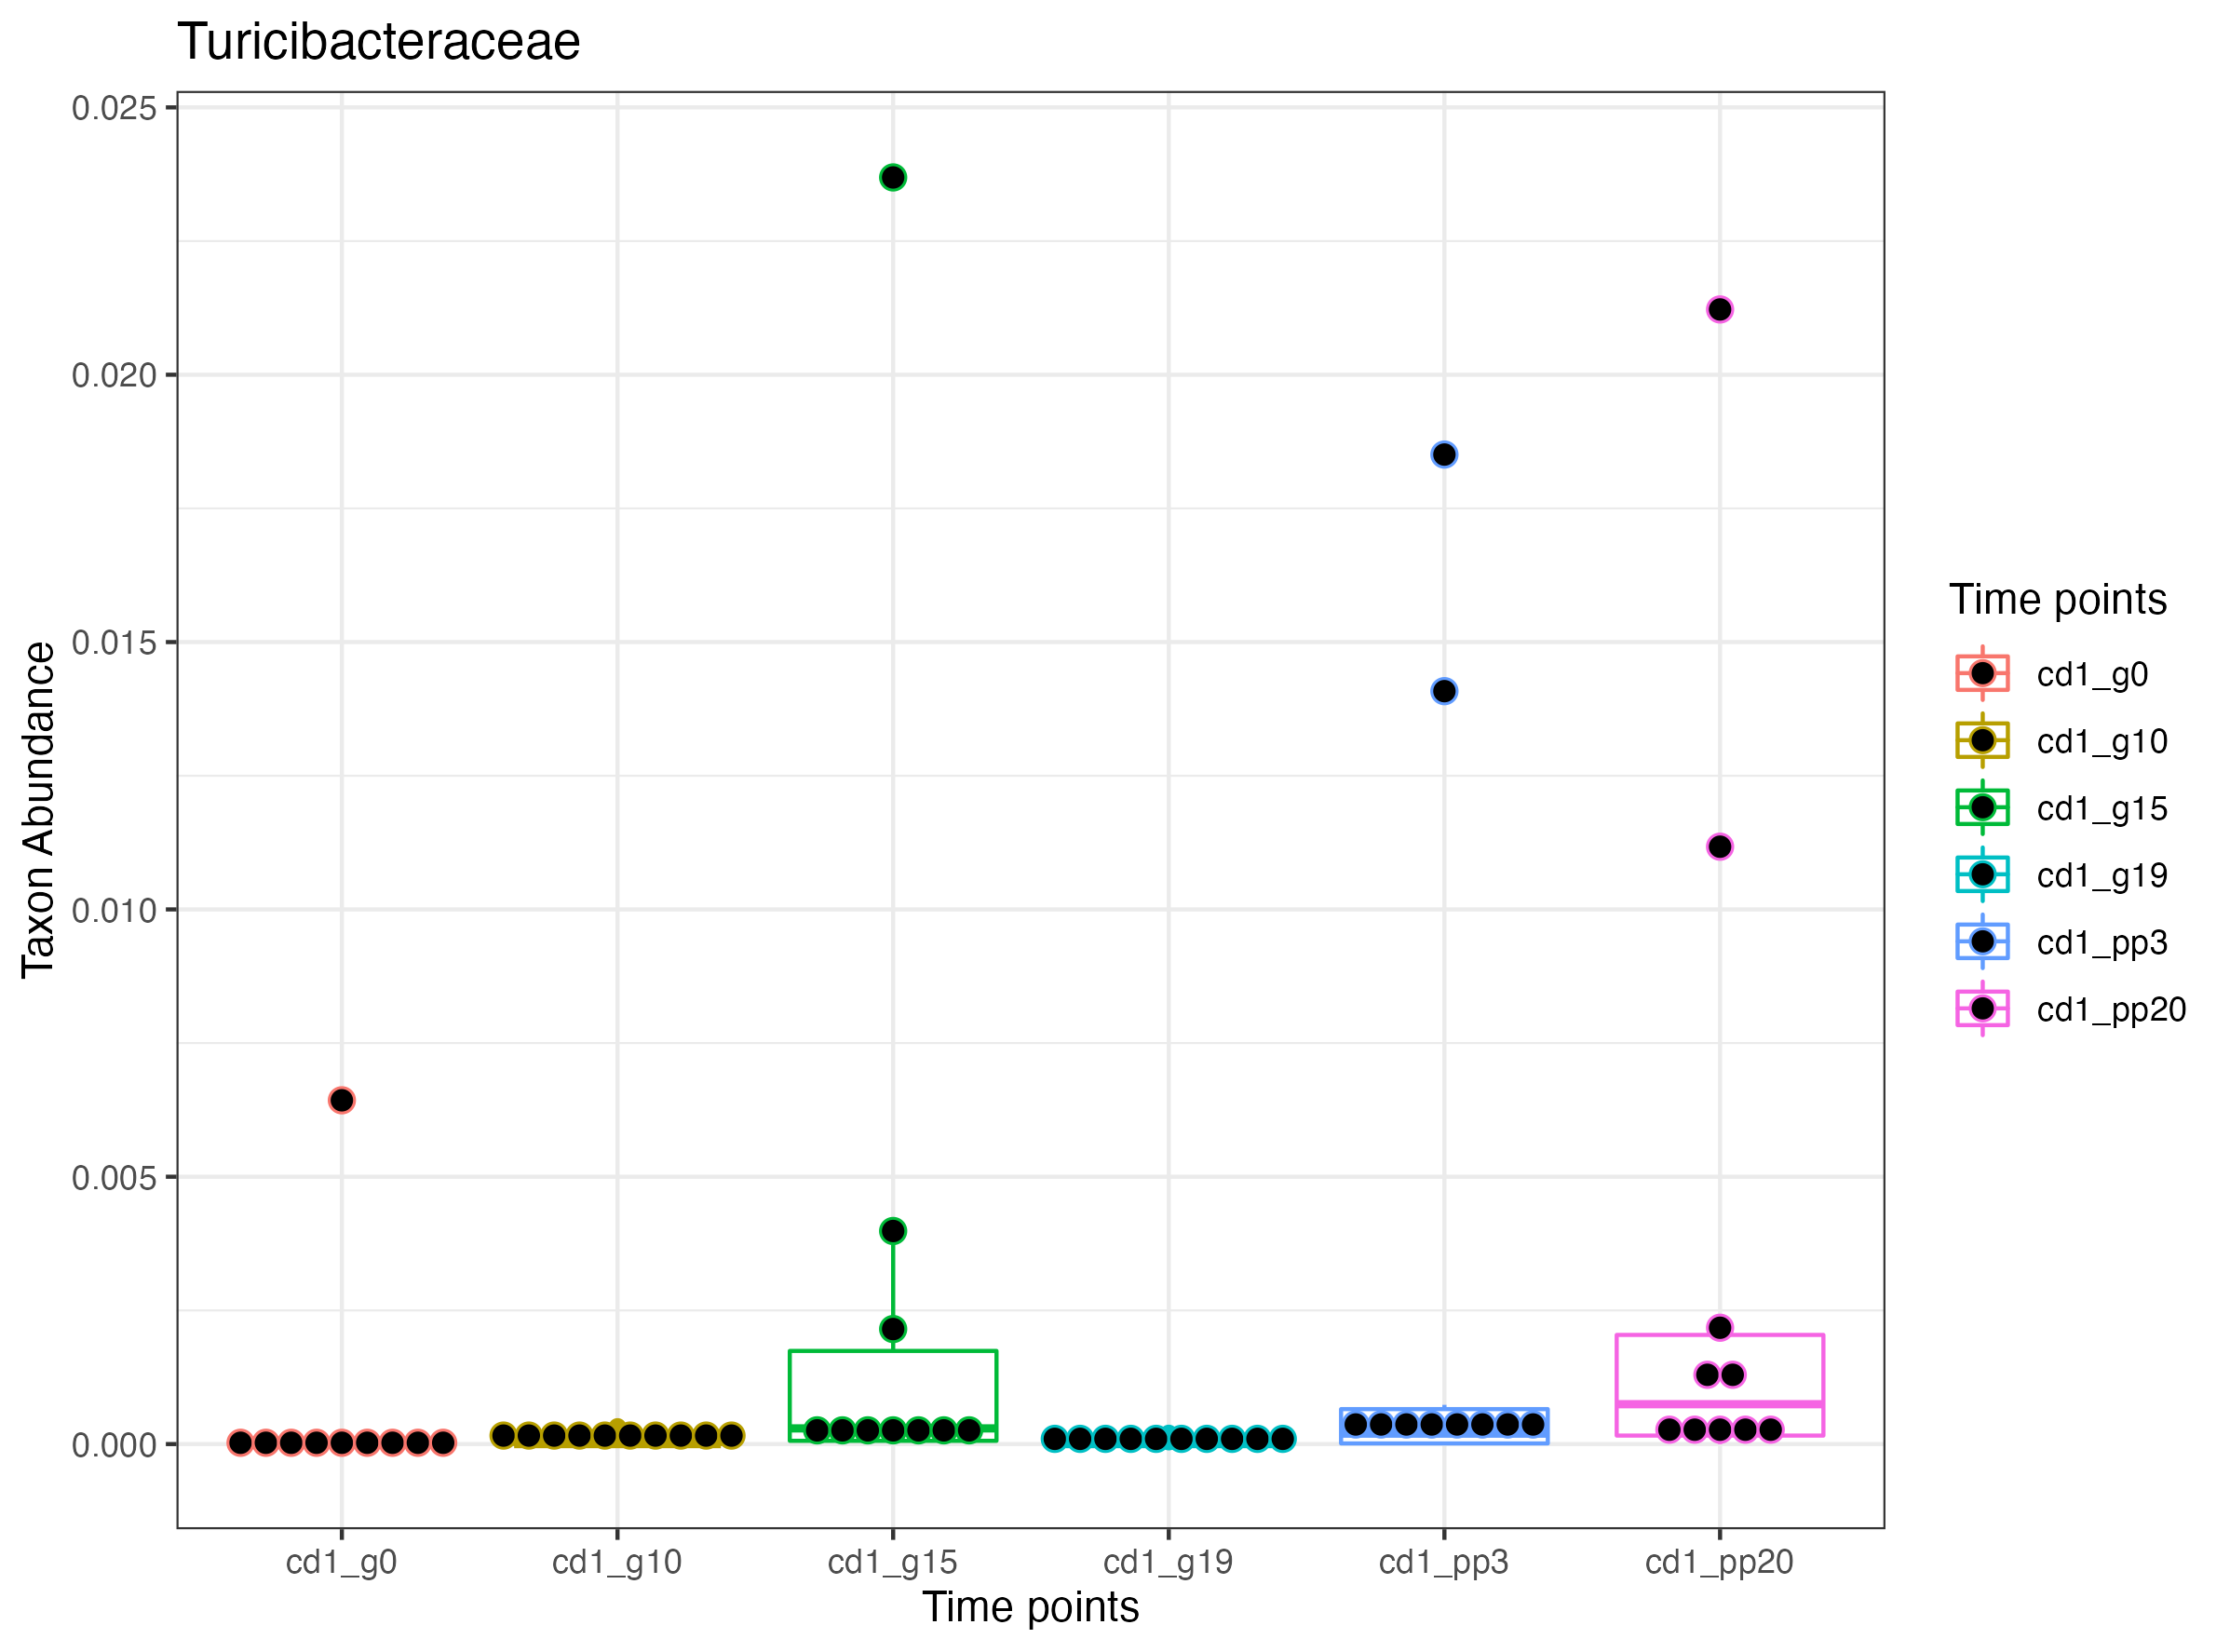 Turicibacteraceae
0.025
0.020
0.015
0.010
0.005
0.000
Taxon Abundance
cd1_g0 cd1_g10 cd1_g15 cd1_g19 cd1_pp3 cd1_pp20
Time points
Time points
cd1_g0
cd1_g10
cd1_g15
cd1_g19
cd1_pp3
cd1_pp20